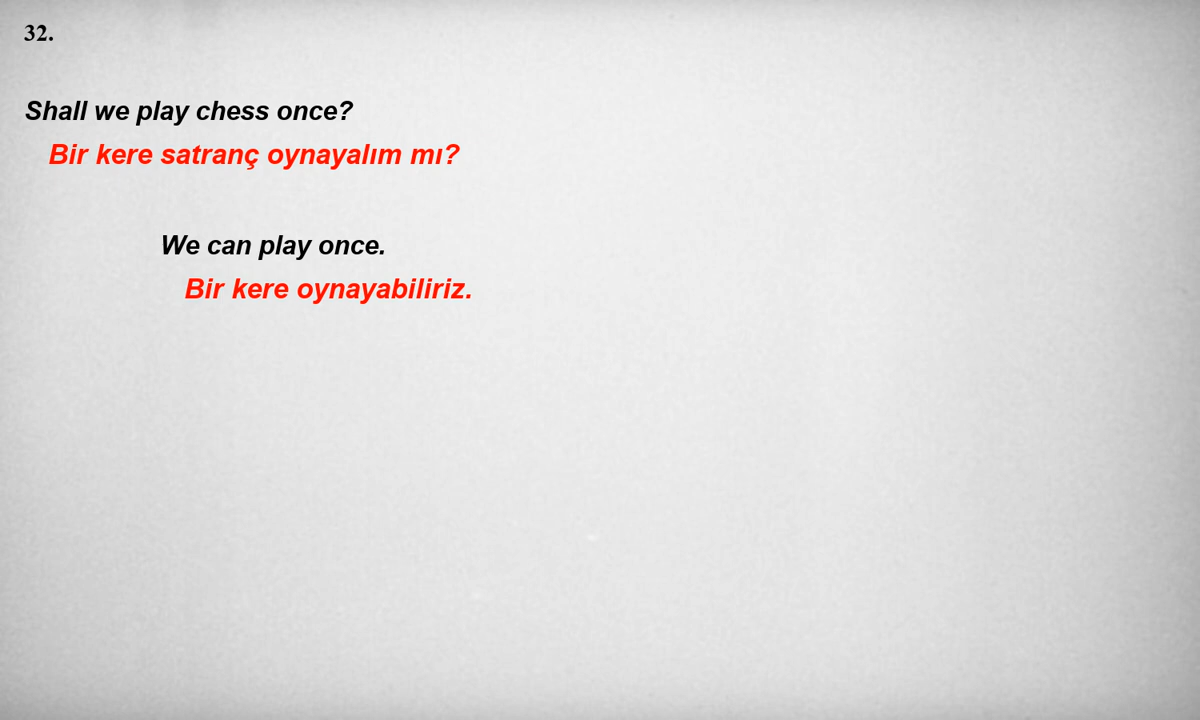 32.
Shall we play chess once?
Bir kere satranç oynayalım mı?
We can play once.
Bir kere oynayabiliriz.